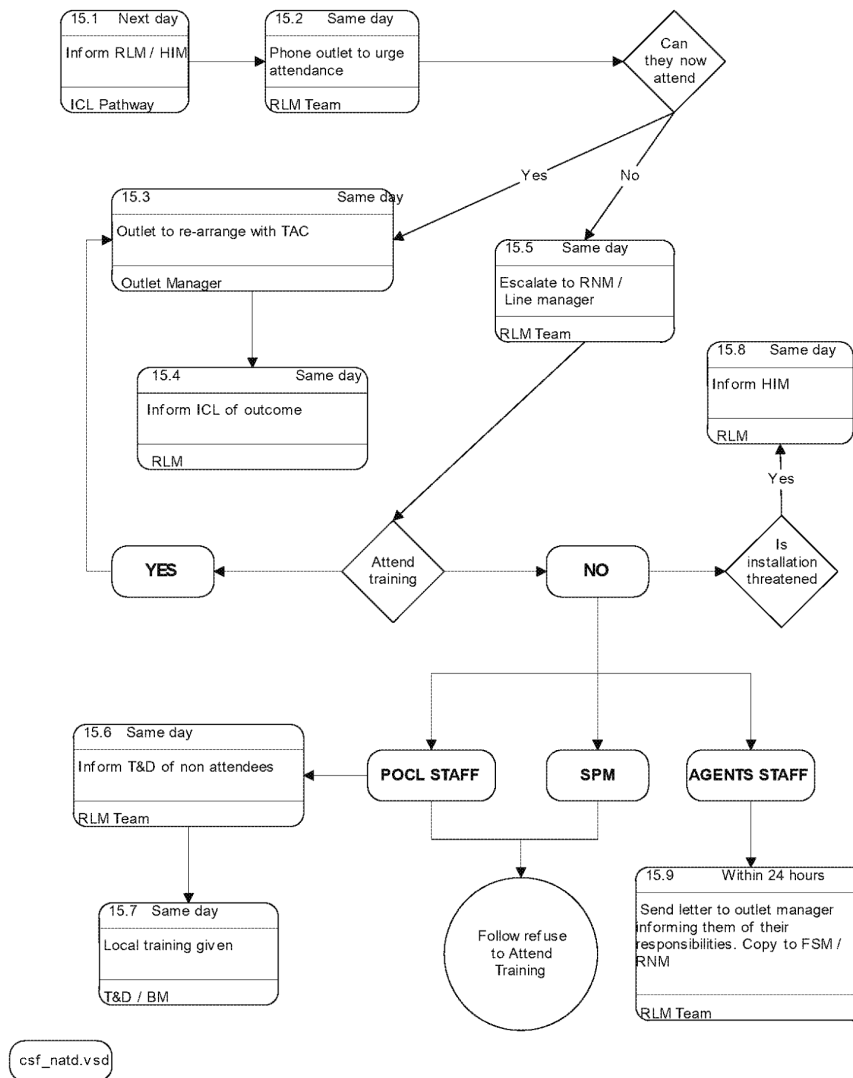 15.1 Next day
Inform RLM / HIM
ICL Pathway
15.2 Same day
Phone outlet to urge
attendance
RLM Team
Can
they now
attend
Yes
No
15.3 Same day
Outlet to re-arrange with TAC
Outlet Manager
15.5 Same day
Escalate to RNM /
Line manager
RLM Team
15.4 Same day
Inform ICL of outcome
RLM
15.8 Same day
Inform HIM
RLM
Yes
YES
Attend
training
NO
Is
installation
threatened
15.6 Same day
Inform T&D of non attendees
RLM Team
POCL STAFF
SPM
AGENTS STAFF
15.7 Same day
Local training given
T&D / BM
Follow refuse
to Attend
Training
15.9 Within 24 hours
Send letter to outlet manager
informing them of their
responsibilities. Copy to FSM /
RNM
RLM Team
csf_natd.vsd